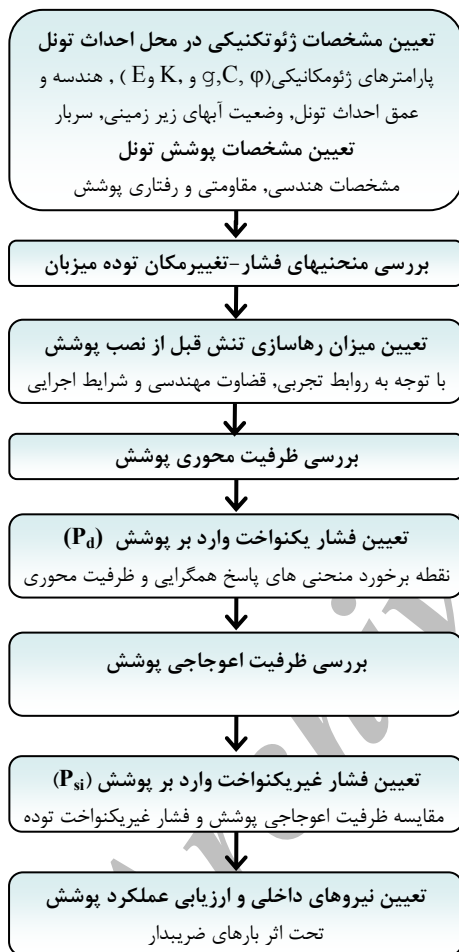 تعیین مشخصات ژئوتکنیکی در محل احداث تونل
پارامترهای ژئومکانیکی(g,C, φ و K, و E ) , هندسه و
عمق احداث تونل, وضعیت آبهای زیر زمینی, سربار
تعیین مشخصات پوشش تونل
مشخصات هندسی, مقاومتی و رفتاری پوشش
بررسی منحنیهای فشار-تغییرمکان توده میزبان
تعیین میزان رهاسازی تنش قبل از نصب پوشش
با توجه به روابط تجربی, قضاوت مهندسی و شرایط اجرایی
بررسی ظرفیت محوری پوشش
تعیین فشار یکنواخت وارد بر پوشش (Pd)
نقطه برخورد منحنی های پاسخ همگرایی و ظرفیت محوری
بررسی ظرفیت اعوجاجی پوشش
تعیین فشار غیریکنواخت وارد بر پوشش (Psi)
مقایسه ظرفیت اعوجاجی پوشش و فشار غیریکنواخت توده
تعیین نیروهای داخلی و ارزیابی عملکرد پوشش
تحت اثر بارهای ضریبدار